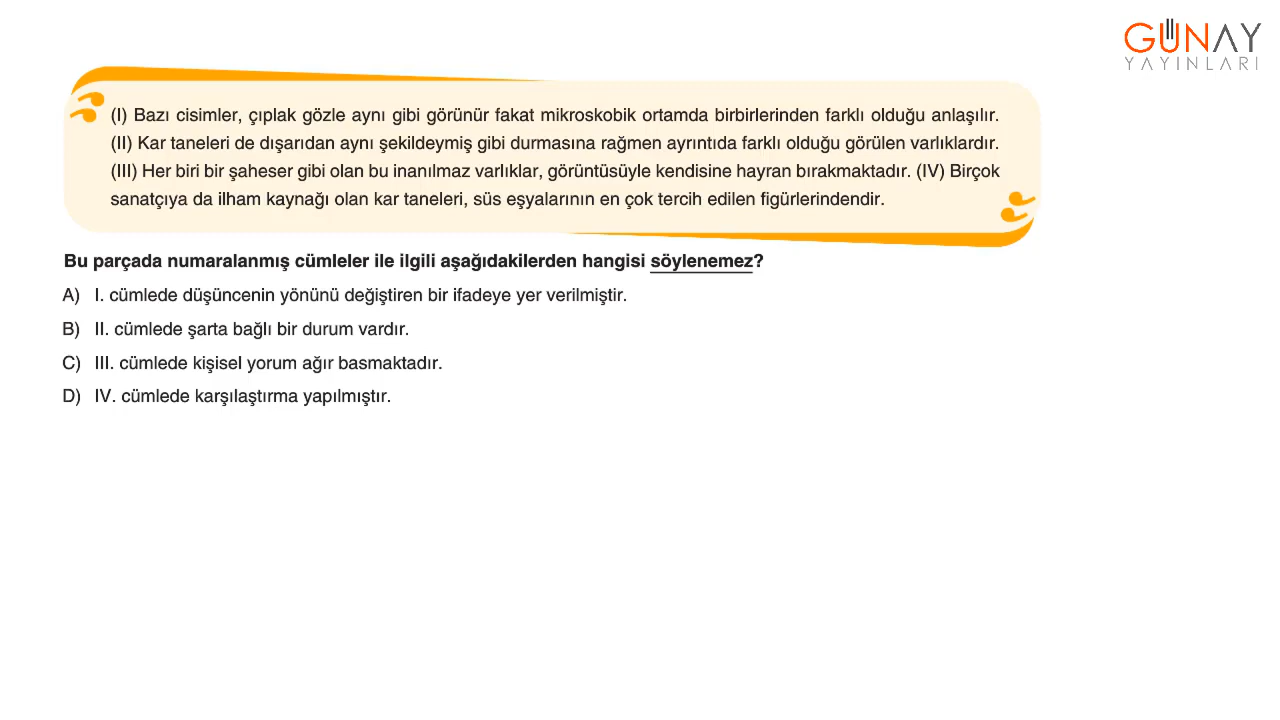 GÜNAY
YAYINLARI
(I) Bazı cisimler, çıplak gözle aynı gibi görünür fakat mikroskobik ortamda birbirlerinden farklı olduğu anlaşılır.
(II) Kar taneleri de dışarıdan aynı şekildeymiş gibi durmasına rağmen ayrıntıda farklı olduğu görülen varlıklardır.
(III) Her biri bir şaheser gibi olan bu inanılmaz varlıklar, görüntüsüyle kendisine hayran bırakmaktadır. (IV) Birçok
sanatçıya da ilham kaynağı olan kar taneleri, süs eşyalarının en çok tercih edilen figürlerindendir.
Bu parçada numaralanmış cümleler ile ilgili aşağıdakilerden hangisi söylenemez?
A) I. cümlede düşüncenin yönünü değiştiren bir ifadeye yer verilmiştir.
B) II. cümlede şarta bağlı bir durum vardır.
C) III. cümlede kişisel yorum ağır basmaktadır.
D) IV. cümlede karşılaştırma yapılmıştır.